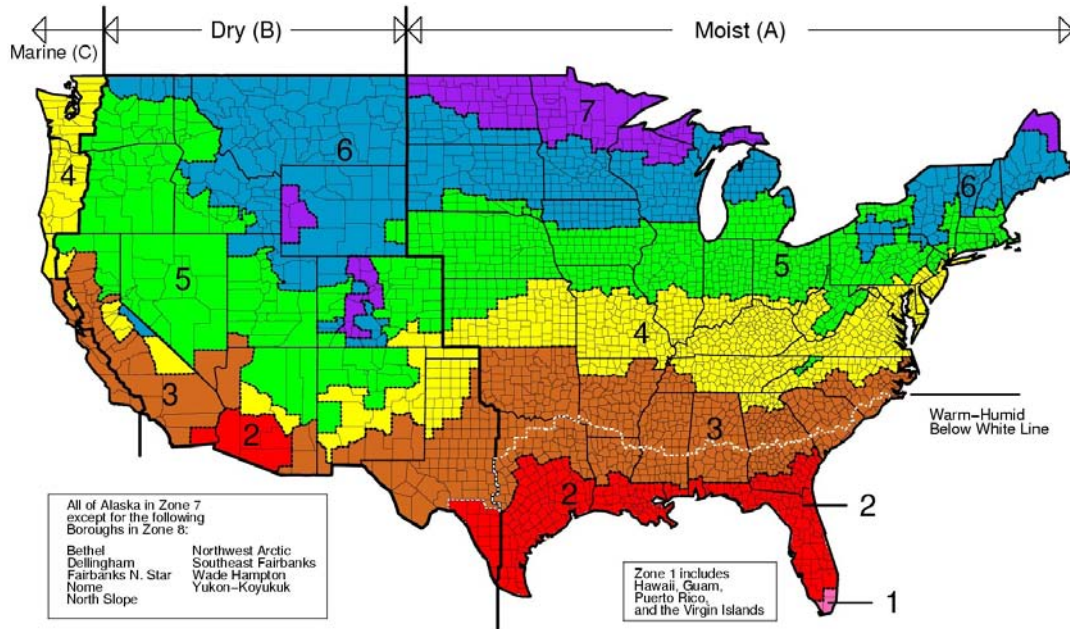 Marine (C)
Dry (B)
Moist (A)
7
6
6
4
5
5
4
3
3
2
2
Warm-Humid
Below White Line
2
1
All of Alaska in Zone 7
except for the following
Boroughs in Zone 8:
Bethel Northwest Arctic
Dellingham Southeast Fairbanks
Fairbanks N. Star Wade Hampton
Nome Yukon-Koyukuk
North Slope
Zone 1 includes
Hawaii, Guam,
Puerto Rico,
and the Virgin Islands